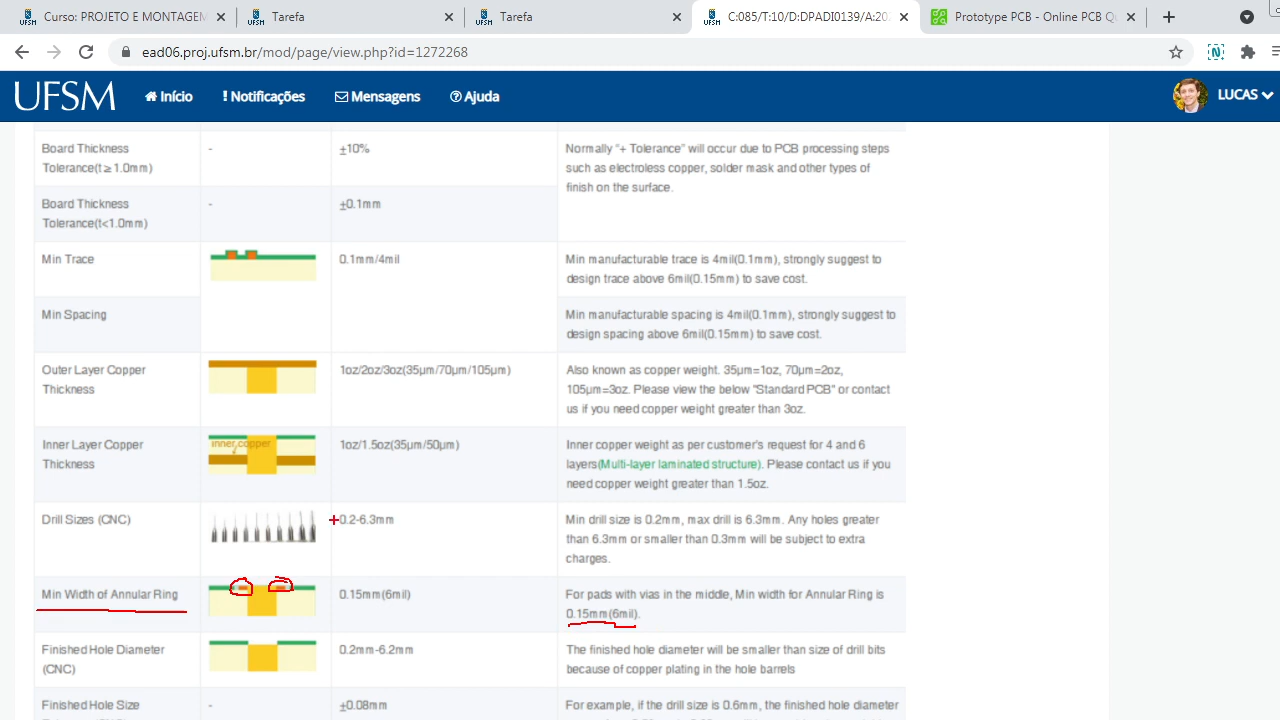 Curso: PROJETO E MONTAGEM
Tarefa
Tarefa
C:085/T:10/D:DPADI0139/A:20
Prototype PCB - Online PCB Qu
ead06.proj.ufsm.br/mod/page/view.php?id=1272268
UFSM
Início
Notificações
Mensagens
Ajuda
LUCAS
Board Thickness
Tolerance(t≥1.0mm)
-
±10%
Normally “+ Tolerance” will occur due to PCB processing steps
such as electroless copper, solder mask and other types of
finish on the surface.
Board Thickness
Tolerance(t<1.0mm)
-
±0.1mm
Min Trace
0.1mm/4mil
Min manufacturable trace is 4mil(0.1mm), strongly suggest to
design trace above 6mil(0.15mm) to save cost.
Min Spacing
Min manufacturable spacing is 4mil(0.1mm), strongly suggest to
design spacing above 6mil(0.15mm) to save cost.
Outer Layer Copper
Thickness
1oz/2oz/3oz(35μm/70μm/105μm)
Also known as copper weight. 35μm=1oz, 70μm=2oz,
105μm=3oz. Please view the below "Standard PCB" or contact
us if you need copper weight greater than 3oz.
Inner Layer Copper
Thickness
inner copper
1oz/1.5oz(35μm/50μm)
Inner copper weight as per customer's request for 4 and 6
layers(Multi-layer laminated structure). Please contact us if you
need copper weight greater than 1.5oz.
Drill Sizes (CNC)
0.2-6.3mm
Min drill size is 0.2mm, max drill is 6.3mm. Any holes greater
than 6.3mm or smaller than 0.3mm will be subject to extra
charges.
Min Width of Annular Ring
0.15mm(6mil)
For pads with vias in the middle, Min width for Annular Ring is
0.15mm(6mil).
Finished Hole Diameter
(CNC)
0.2mm-6.2mm
The finished hole diameter will be smaller than size of drill bits
because of copper plating in the hole barrels
Finished Hole Size
-
±0.08mm
For example, if the drill size is 0.6mm, the finished hole diameter